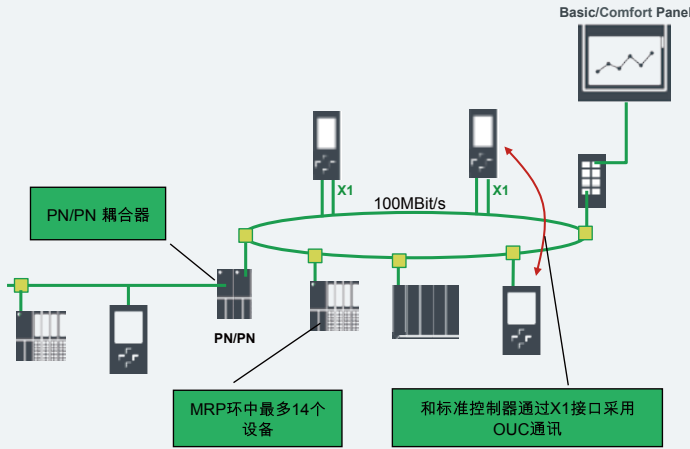 Basic/Comfort Panel
X1
X1
100MBit/s
PN/PN 耦合器
PN/PN
MRP环中最多14个
设备
和标准控制器通过X1接口采用
OUC通讯